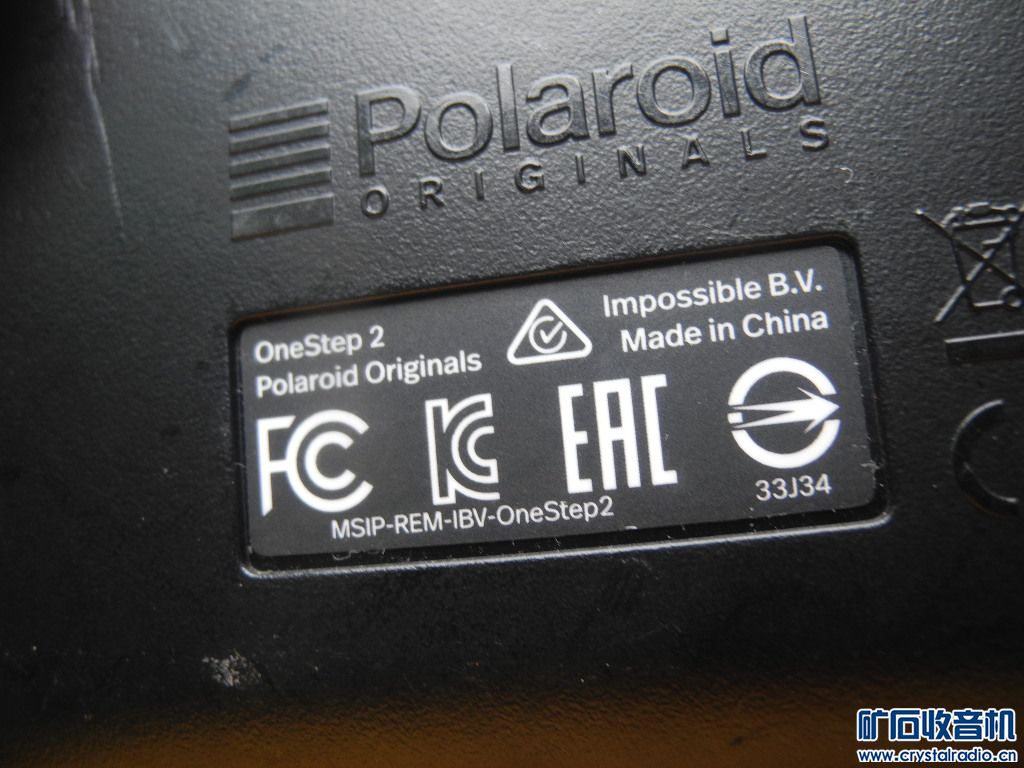 Polaroid
ORIGINALS
OneStep 2
Polaroid Originals
Impossible B.V.
Made in China
FC
KC
EAC
MSIP-REM-IBV-OneStep2
33J34
矿石收音机
www.crystalradio.cn